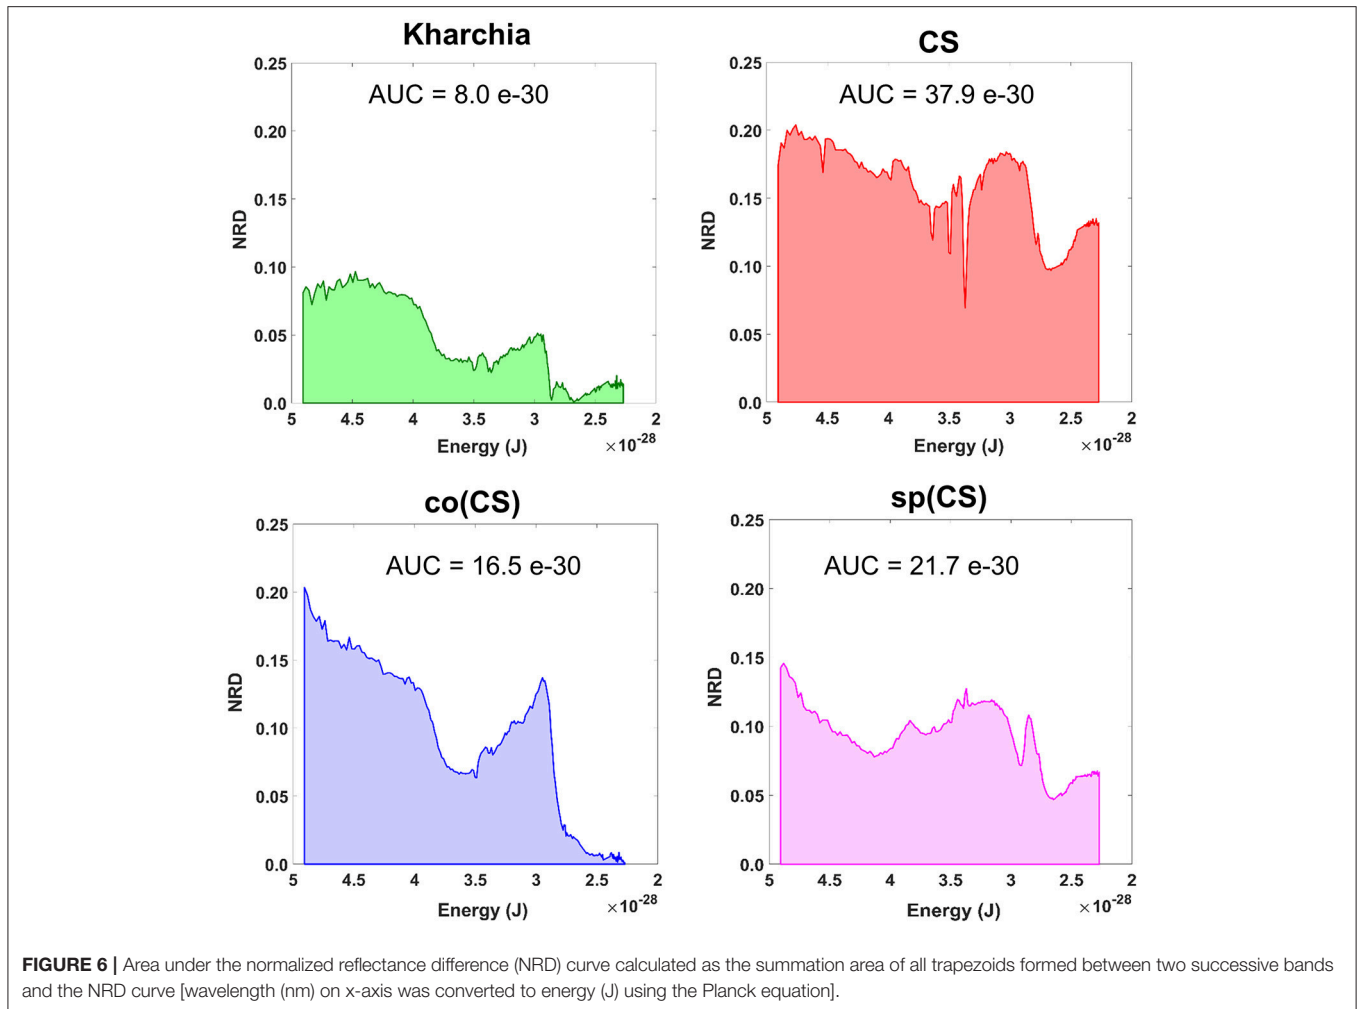 Kharchia
AUC = 8.0 e-30
0.25
0.20
0.15
0.10
0.05
0.0
NRD
5 4.5 4 3.5 3 2.5 2
Energy (J)
×10-28
CS
AUC = 37.9 e-30
0.25
0.20
0.15
0.10
0.05
0.0
NRD
5 4.5 4 3.5 3 2.5 2
Energy (J)
×10-28
co(CS)
AUC = 16.5 e-30
0.25
0.20
0.15
0.10
0.05
0.0
NRD
5 4.5 4 3.5 3 2.5 2
Energy (J)
×10-28
sp(CS)
AUC = 21.7 e-30
0.25
0.20
0.15
0.10
0.05
0.0
NRD
5 4.5 4 3.5 3 2.5 2
Energy (J)
×10-28
FIGURE 6 | Area under the normalized reflectance difference (NRD) curve calculated as the summation area of all trapezoids formed between two successive bands
and the NRD curve [wavelength (nm) on x-axis was converted to energy (J) using the Planck equation].